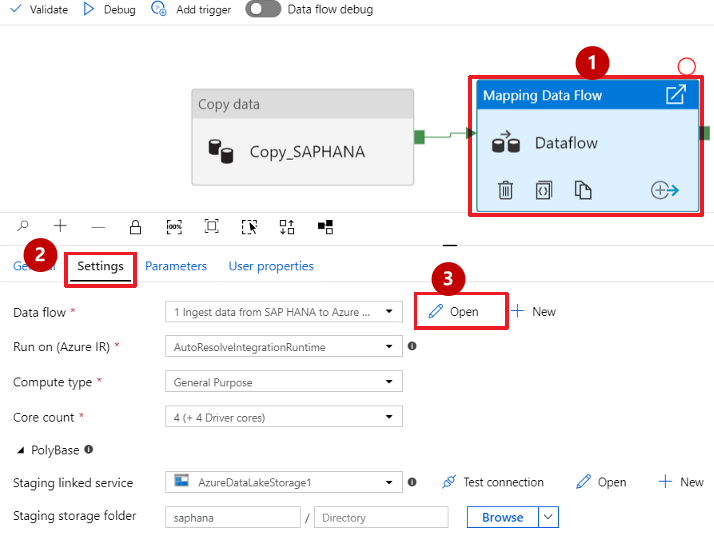 Validate Debug Add trigger Data flow debug
1
Copy data
Mapping Data Flow
Copy_SAPHANA
Dataflow
100%
2
General Settings Parameters User properties
3
Data flow * 1 Ingest data from SAP HANA to Azure ... Open New
Run on (Azure IR) * AutoResolveIntegrationRuntime
Compute type * General Purpose
Core count * 4 (+ 4 Driver cores)
PolyBase
Staging linked service AzureDataLakeStorage1 Test connection Open New
Staging storage folder saphana / Directory Browse